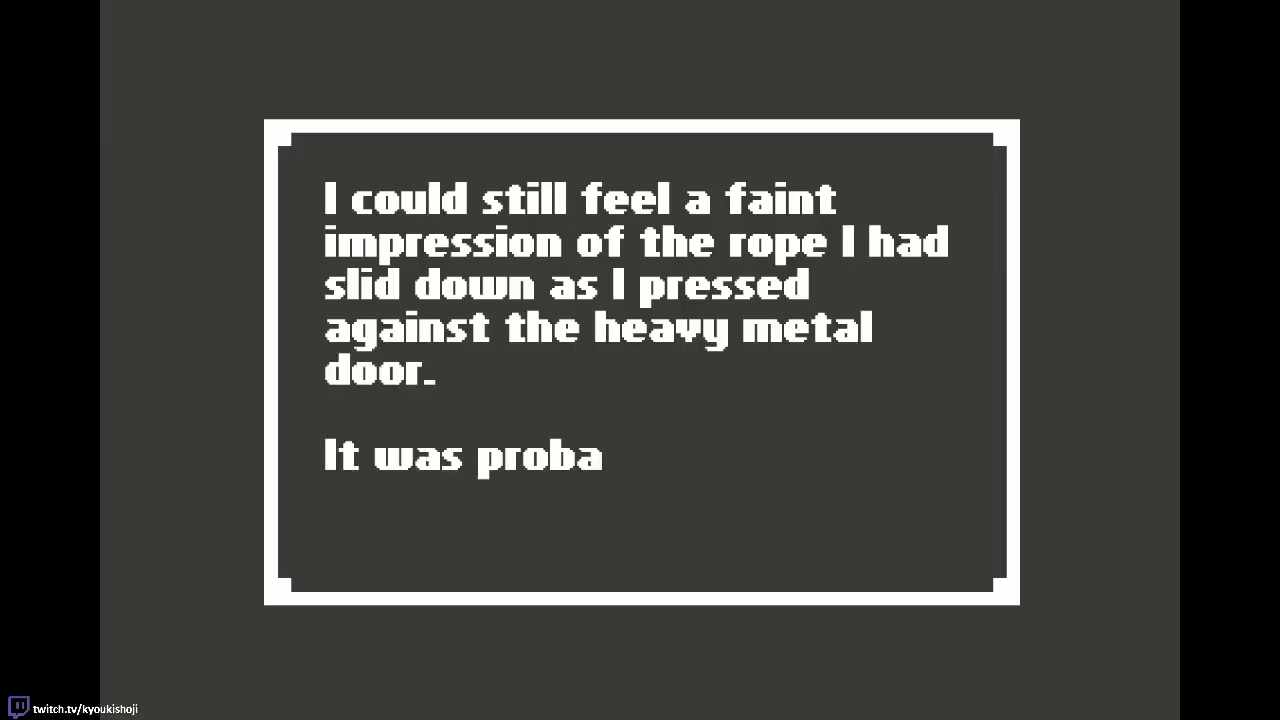 I could still feel a faint
impression of the rope I had
slid down as I pressed
against the heavy metal
door.
It was proba
twitch.tv/kyoukishoji